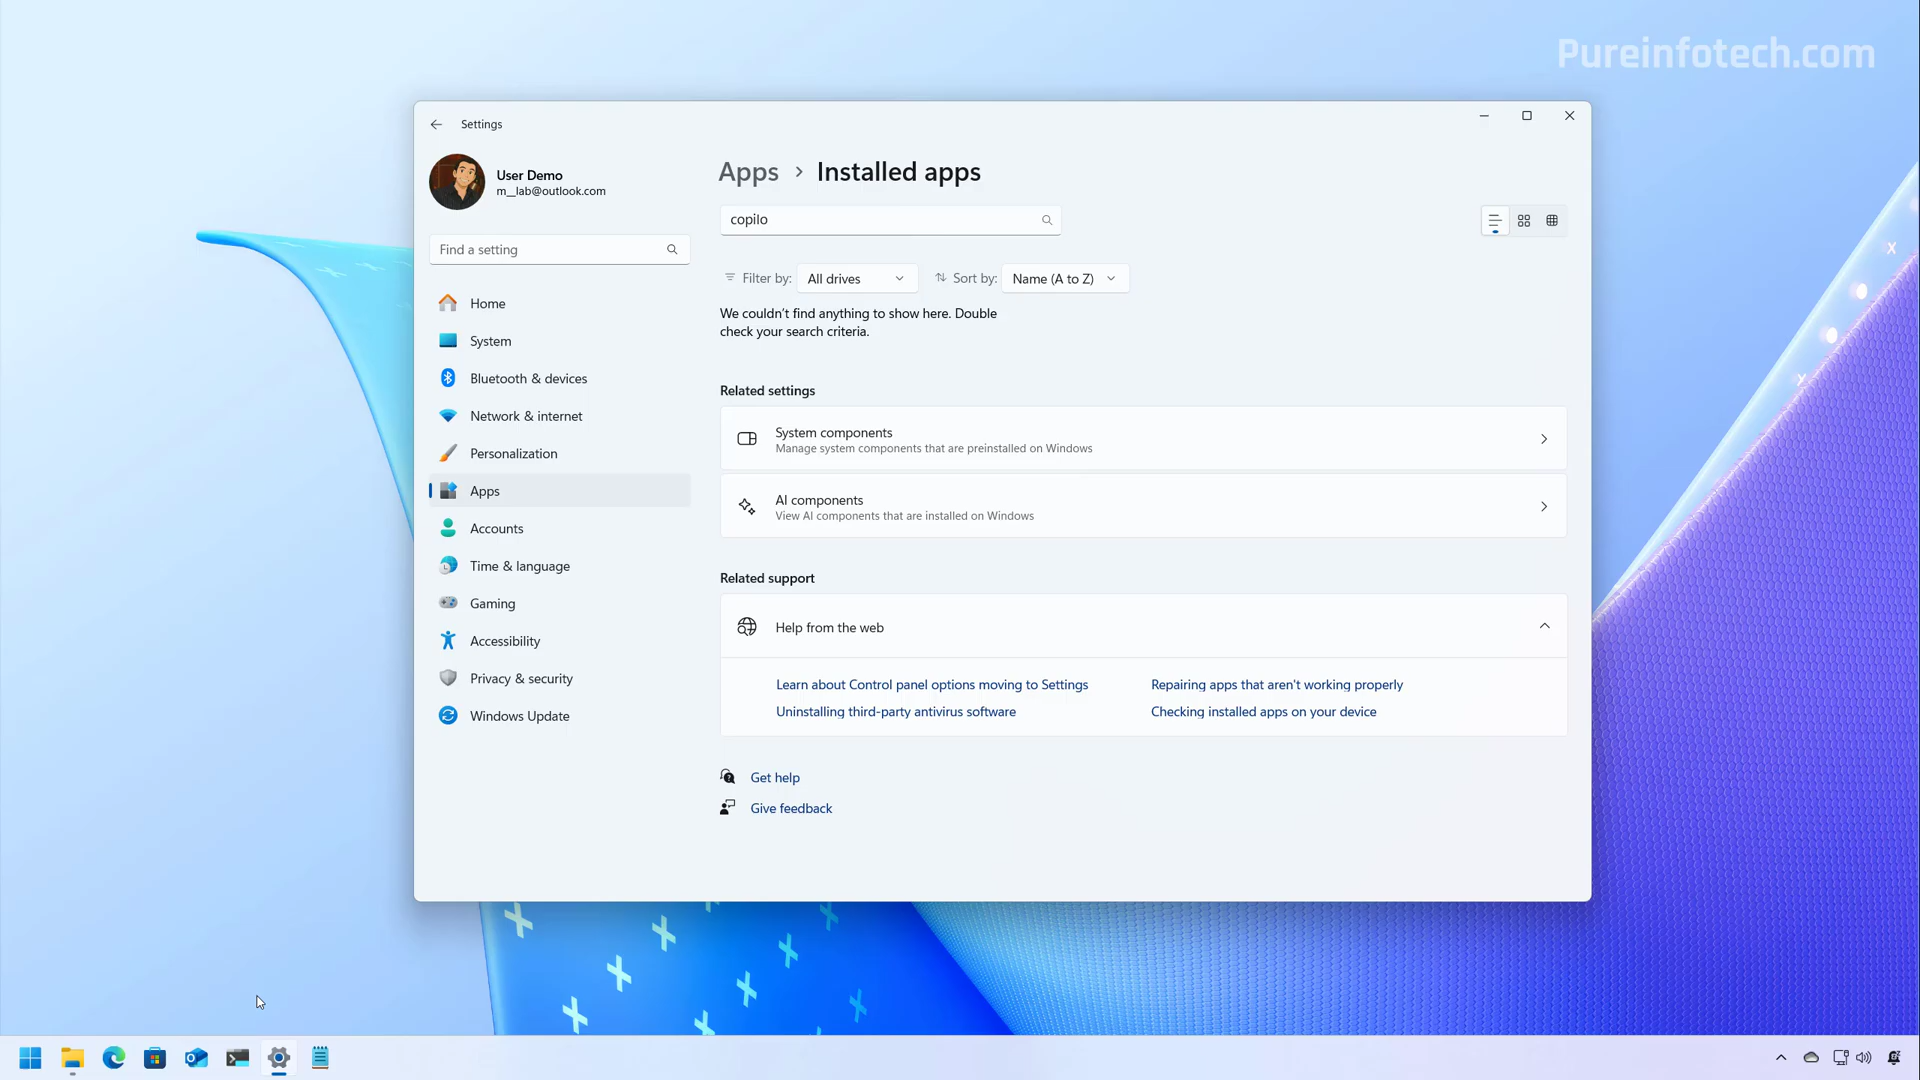 Pureinfotech.com
Settings
User Demo
m__lab@outlook.com
Find a setting
Home
System
Bluetooth & devices
Network & internet
Personalization
Apps
Accounts
Time & language
Gaming
Accessibility
Privacy & security
Windows Update
Apps > Installed apps
copilo
Filter by: All drives Sort by: Name (A to Z)
We couldn't find anything to show here. Double
check your search criteria.
Related settings
System components
Manage system components that are preinstalled on Windows
AI components
View AI components that are installed on Windows
Related support
Help from the web
Learn about Control panel options moving to Settings
Repairing apps that aren't working properly
Uninstalling third-party antivirus software
Checking installed apps on your device
Get help
Give feedback